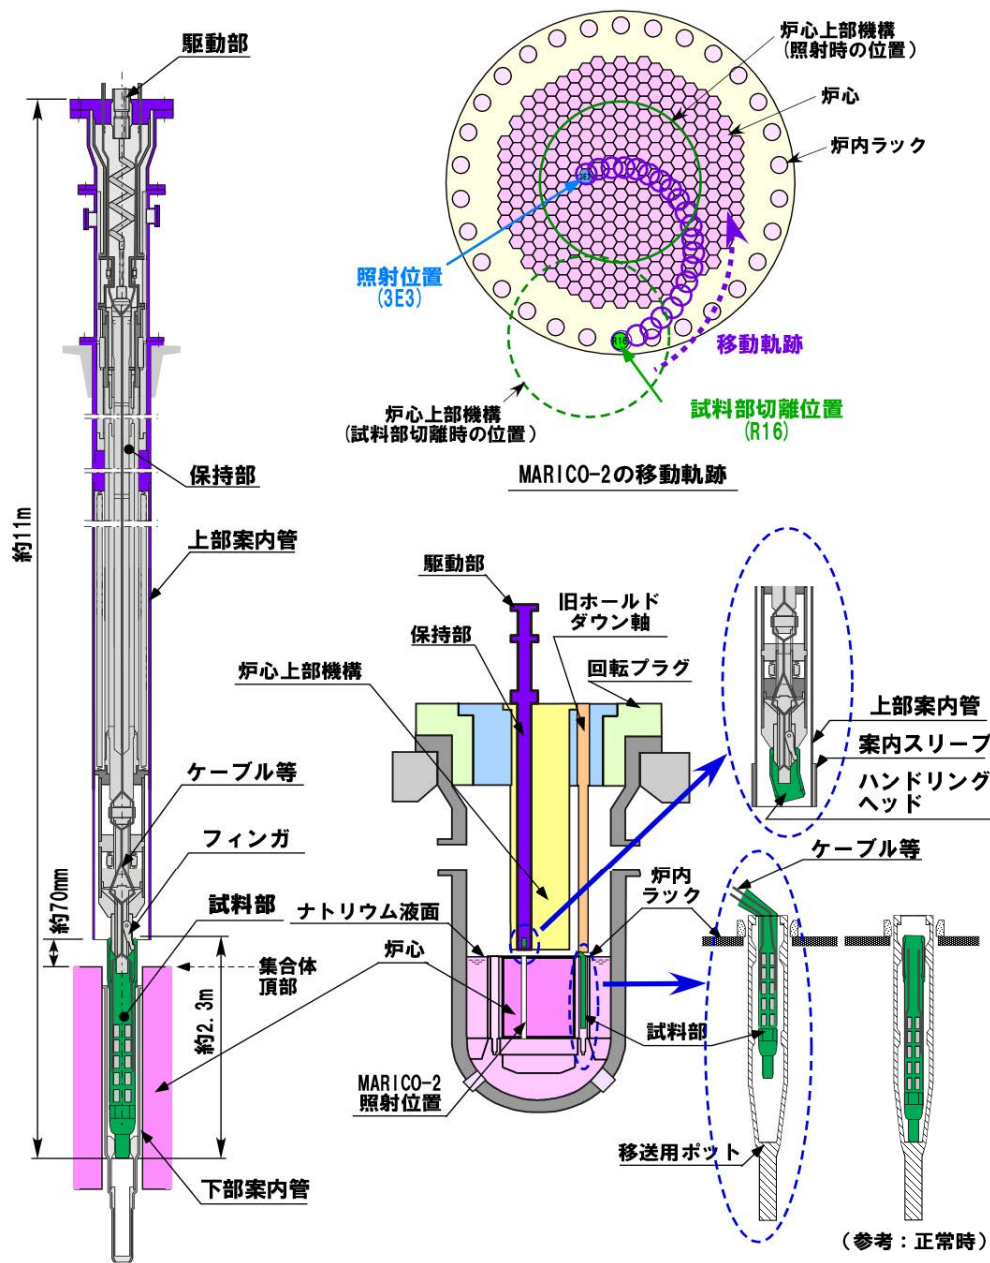 駆動部
約11m
保持部
上部案内管
ケーブル等
フィンガ
約70mm
試料部
集合体
頂部
約2.3m
下部案内管
炉心上部機構
(照射時の位置)
炉心
炉内ラック
3E3
照射位置
(3E3)
R16
移動軌跡
試料部切離位置
(R16)
炉心上部機構
(試料部切離時の位置)
MARICO-2の移動軌跡
駆動部
旧ホールド
ダウン軸
保持部
回転プラグ
炉心上部機構
ナトリウム液面
炉心
炉内
ラック
試料部
MARICO-2
照射位置
上部案内管
案内スリーブ
ハンドリング
ヘッド
ケーブル等
移送用ポット
(参考：正常時)